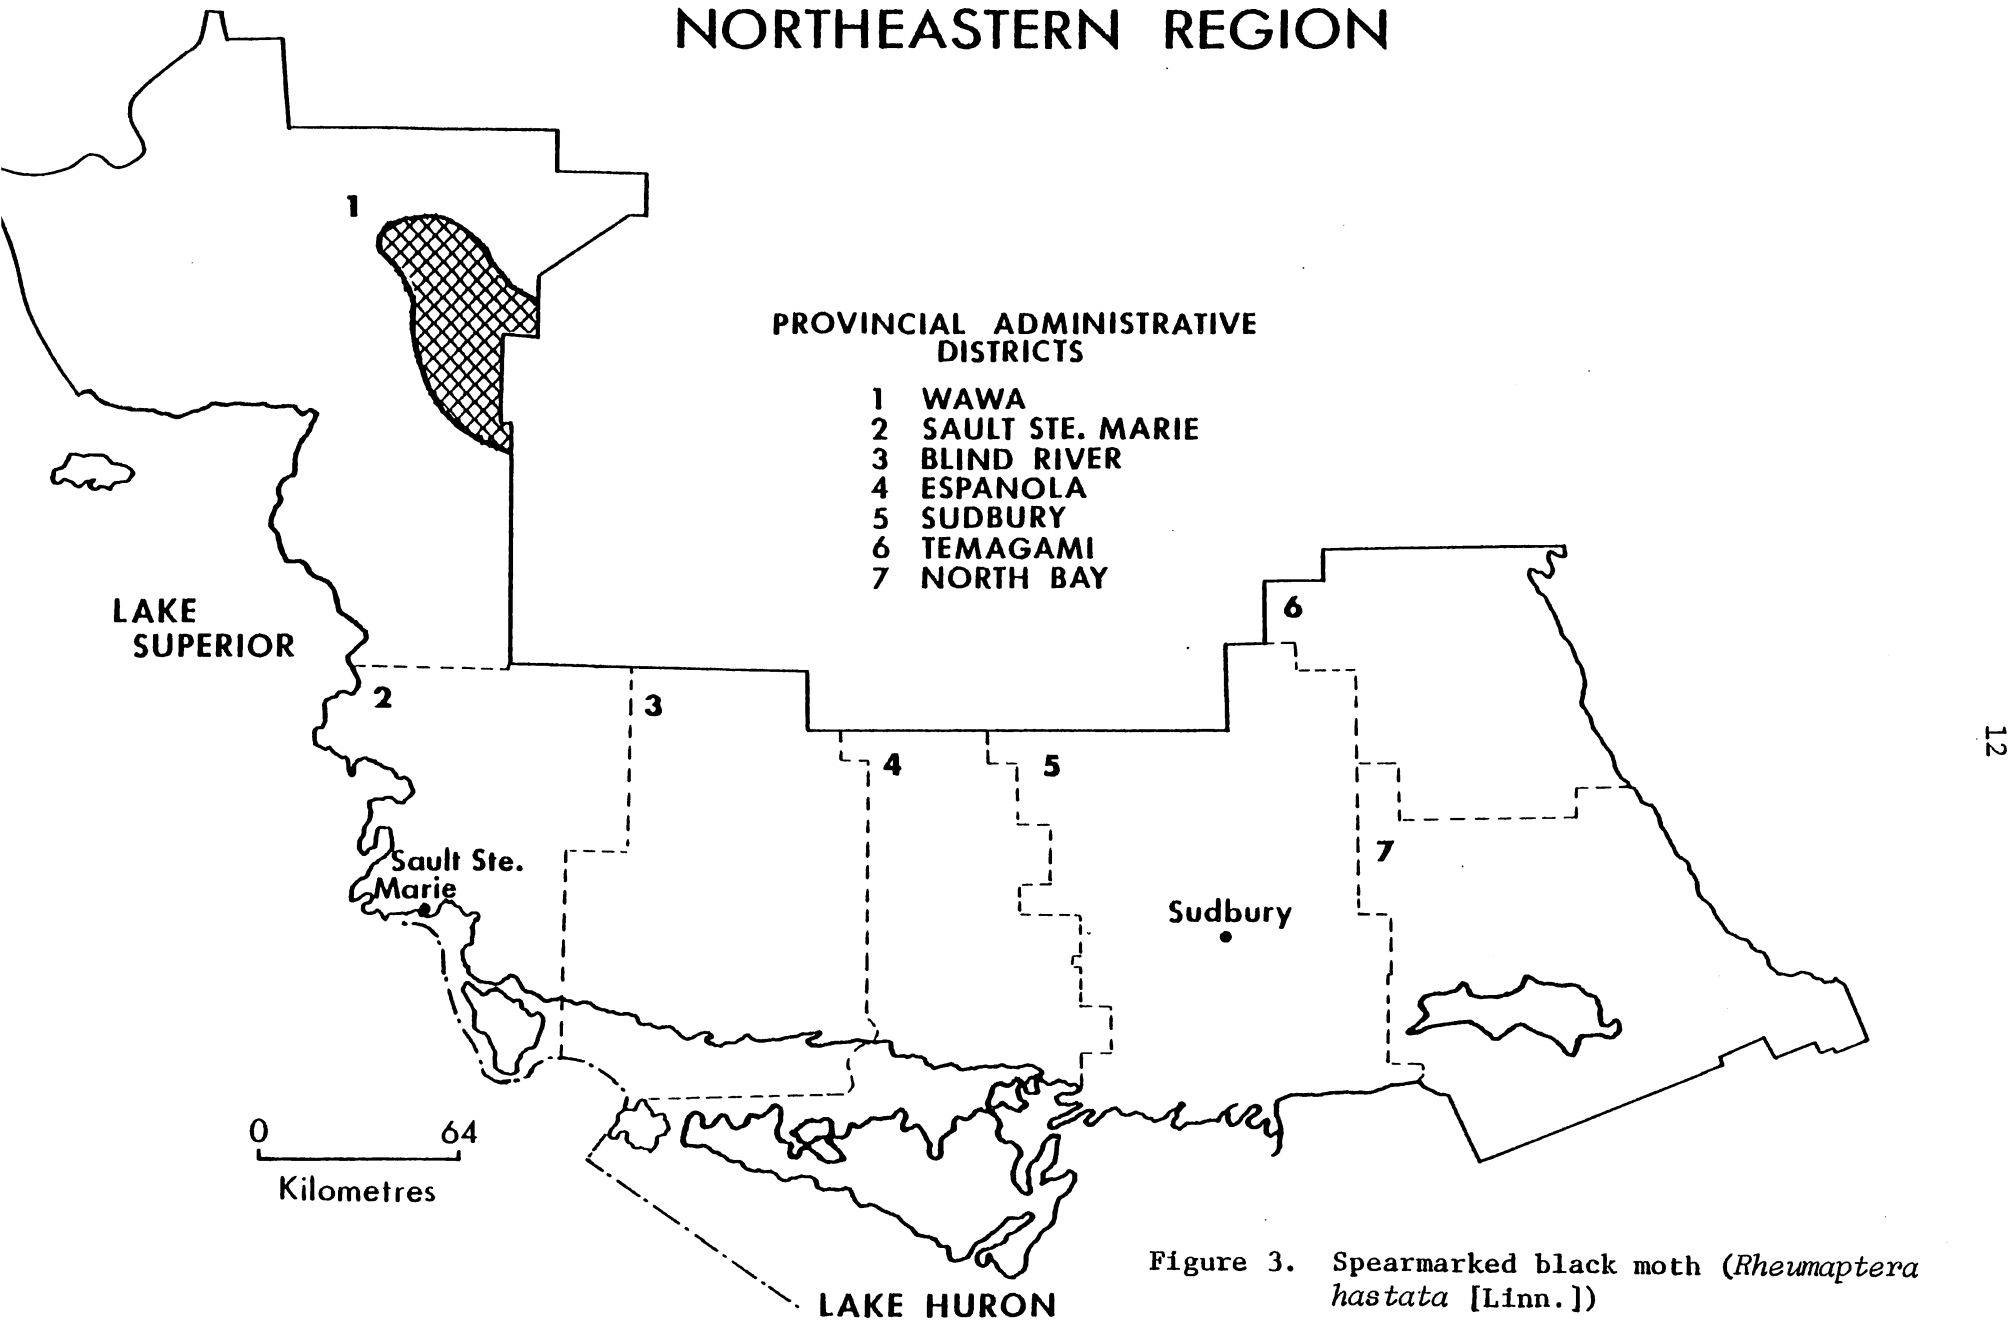 NORTHEASTERN REGION
1
PROVINCIAL ADMINISTRATIVE
DISTRICTS
1 WAWA
2 SAULT STE. MARIE
3 BLIND RIVER
4 ESPANOLA
5 SUDBURY
6 TEMAGAMI
7 NORTH BAY
6
LAKE
SUPERIOR
2
3
4
5
12
7
Sault Ste.
Marie
Sudbury
0 64
Kilometres
LAKE HURON
Figure 3. Spearmarked black moth (Rheumaptera
hastata [Linn.])